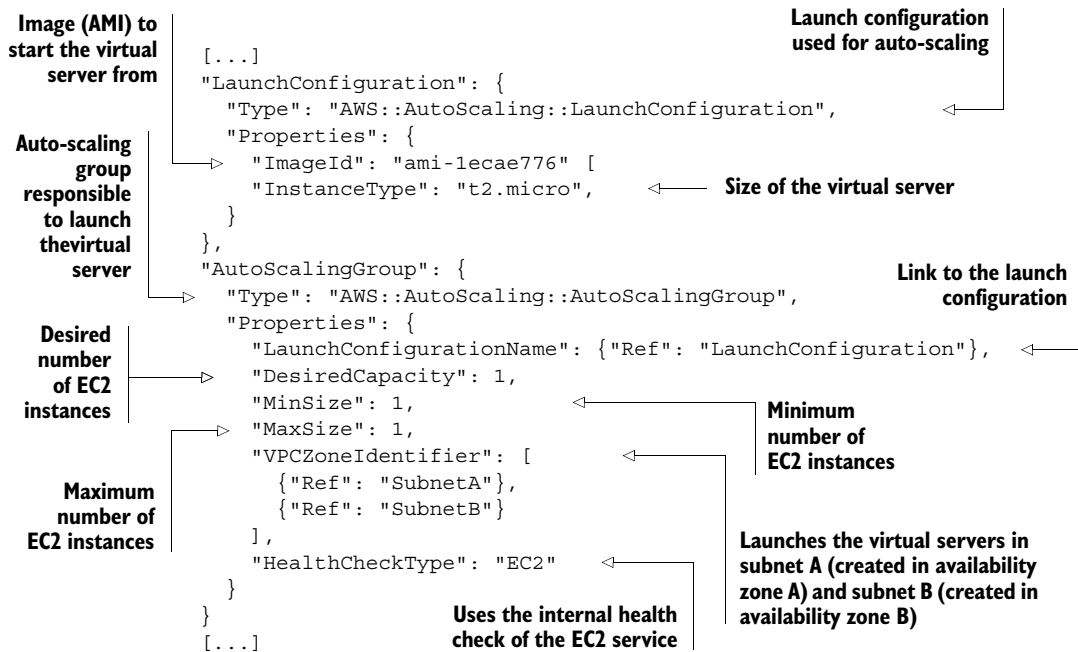 Image (AMI) to
start the virtual
server from
Launch configuration
used for auto-scaling
[...]
"LaunchConfiguration": {
"Type": "AWS::AutoScaling::LaunchConfiguration",
"Properties": {
Auto-scaling
group
responsible
to launch
thevirtual
server
"ImageId": "ami-1ecae776" [
"InstanceType": "t2.micro",
Size of the virtual server
}
},
"AutoScalingGroup": {
Link to the launch
configuration
"Type": "AWS::AutoScaling::AutoScalingGroup",
"Properties": {
Desired
number
of EC2
instances
"LaunchConfigurationName": {"Ref": "LaunchConfiguration"},
"DesiredCapacity": 1,
"MinSize": 1,
Minimum
number of
EC2 instances
"MaxSize": 1,
"VPCZoneIdentifier": [
{"Ref": "SubnetA"},
{"Ref": "SubnetB"}
],
Maximum
number of
EC2 instances
"HealthCheckType": "EC2"
Launches the virtual servers in
subnet A (created in availability
zone A) and subnet B (created in
availability zone B)
}
}
[...]
Uses the internal health
check of the EC2 service